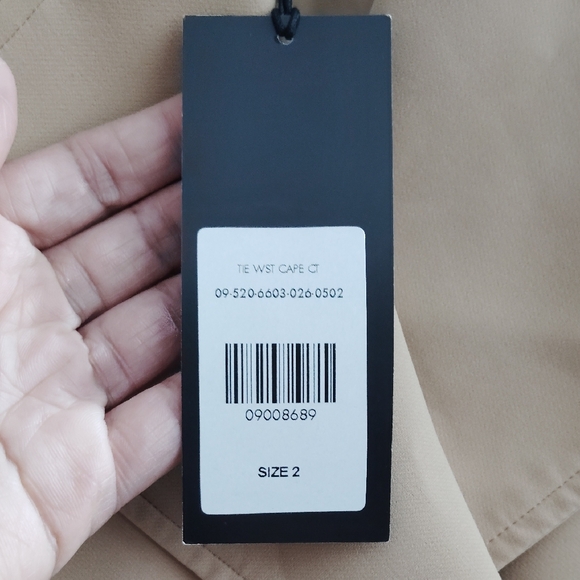 TIE WST CAPE CT
09-520-6603-026-0502
09008689
SIZE 2